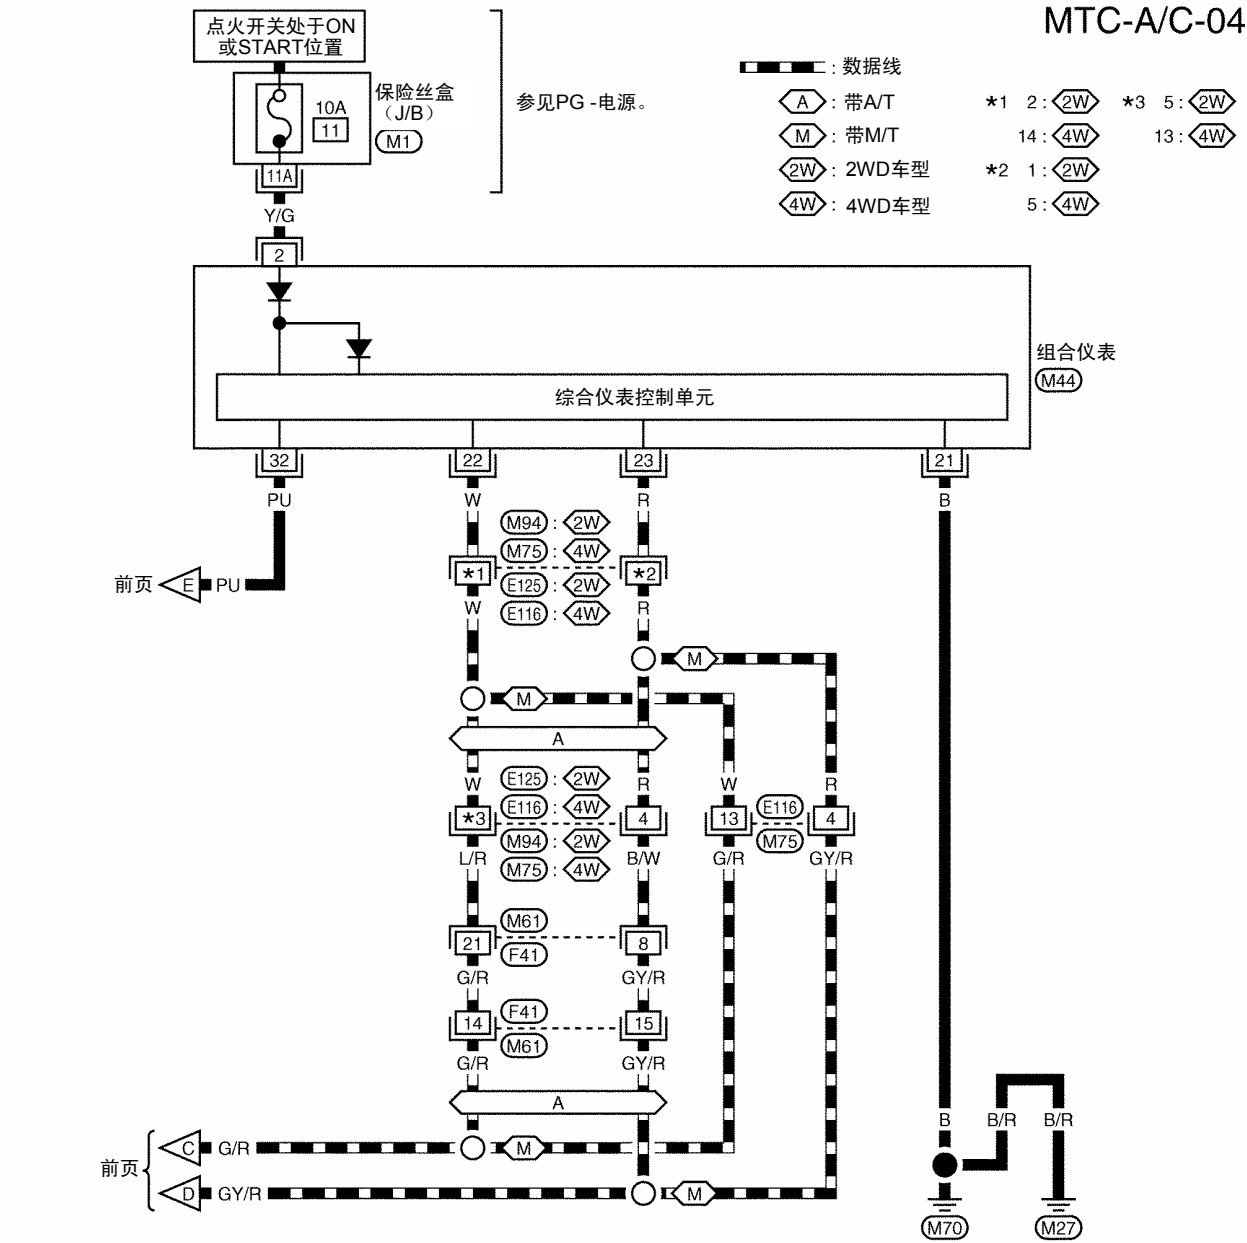 MTC-A/C-04
点火开关处于ON
或START位置
保险丝盒
（J/B）
M1
10A
11
11A
参见PG -电源。
: 数据线
A : 带A/T
M : 带M/T
2W : 2WD车型
4W : 4WD车型
*1 2 : 2W
14 : 4W
*2 1 : 2W
5 : 4W
*3 5 : 2W
13 : 4W
Y/G
2
综合仪表控制单元
组合仪表
M44
32 22 23 21
PU W R B
M94 : 2W
M75 : 4W
*1 *2
E125 : 2W
E116 : 4W
前页 E PU
W R
M
M
A
W R W R
E125 : 2W
E116 : 4W
*3 4 13 E116 4
M94 : 2W M75
L/R B/W G/R GY/R
M75 : 4W
M61
21 8
F41
G/R GY/R
F41
14 15
M61
G/R GY/R
A
B B/R B/R
前页
C G/R M
D GY/R M
M70 M27